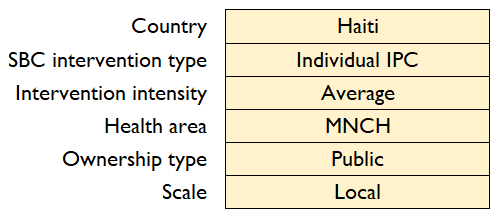 Country Haiti
SBC intervention type Individual IPC
Intervention intensity Average
Health area MNCH
Ownership type Public
Scale Local